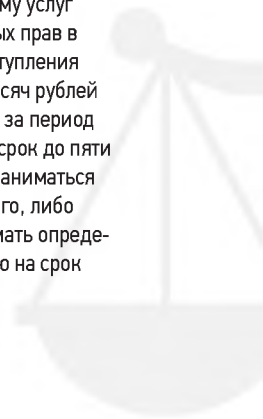 му услуг
ых прав в
тупления
сяч рублей
за период
срок до пяти
аниматься
го, либо
мать опреде-
ю на срок